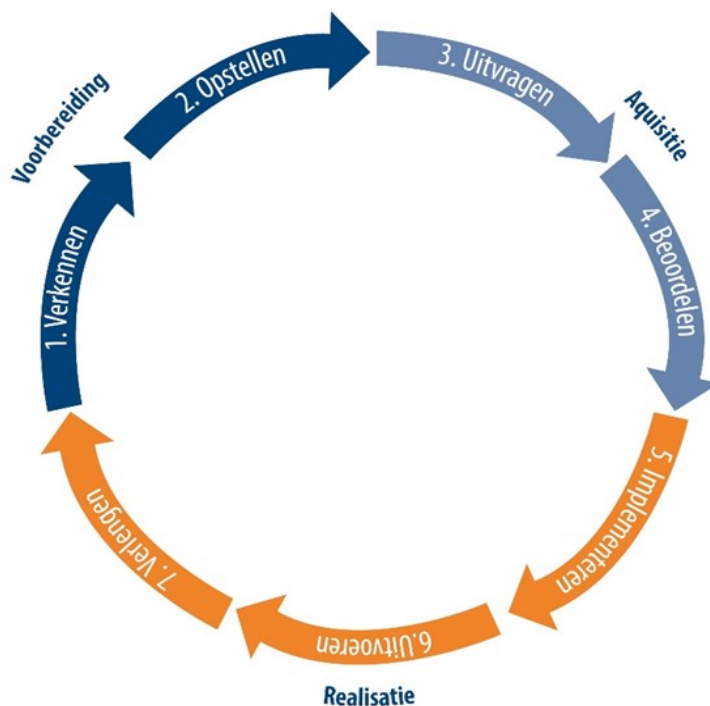 Voorbereiding
1. Verkennen
2. Opstellen
Aquisitie
3. Uitvragen
4. Beoordelen
Realisatie
5. Implementeren
6.Uitvoeren
7. Verlengen